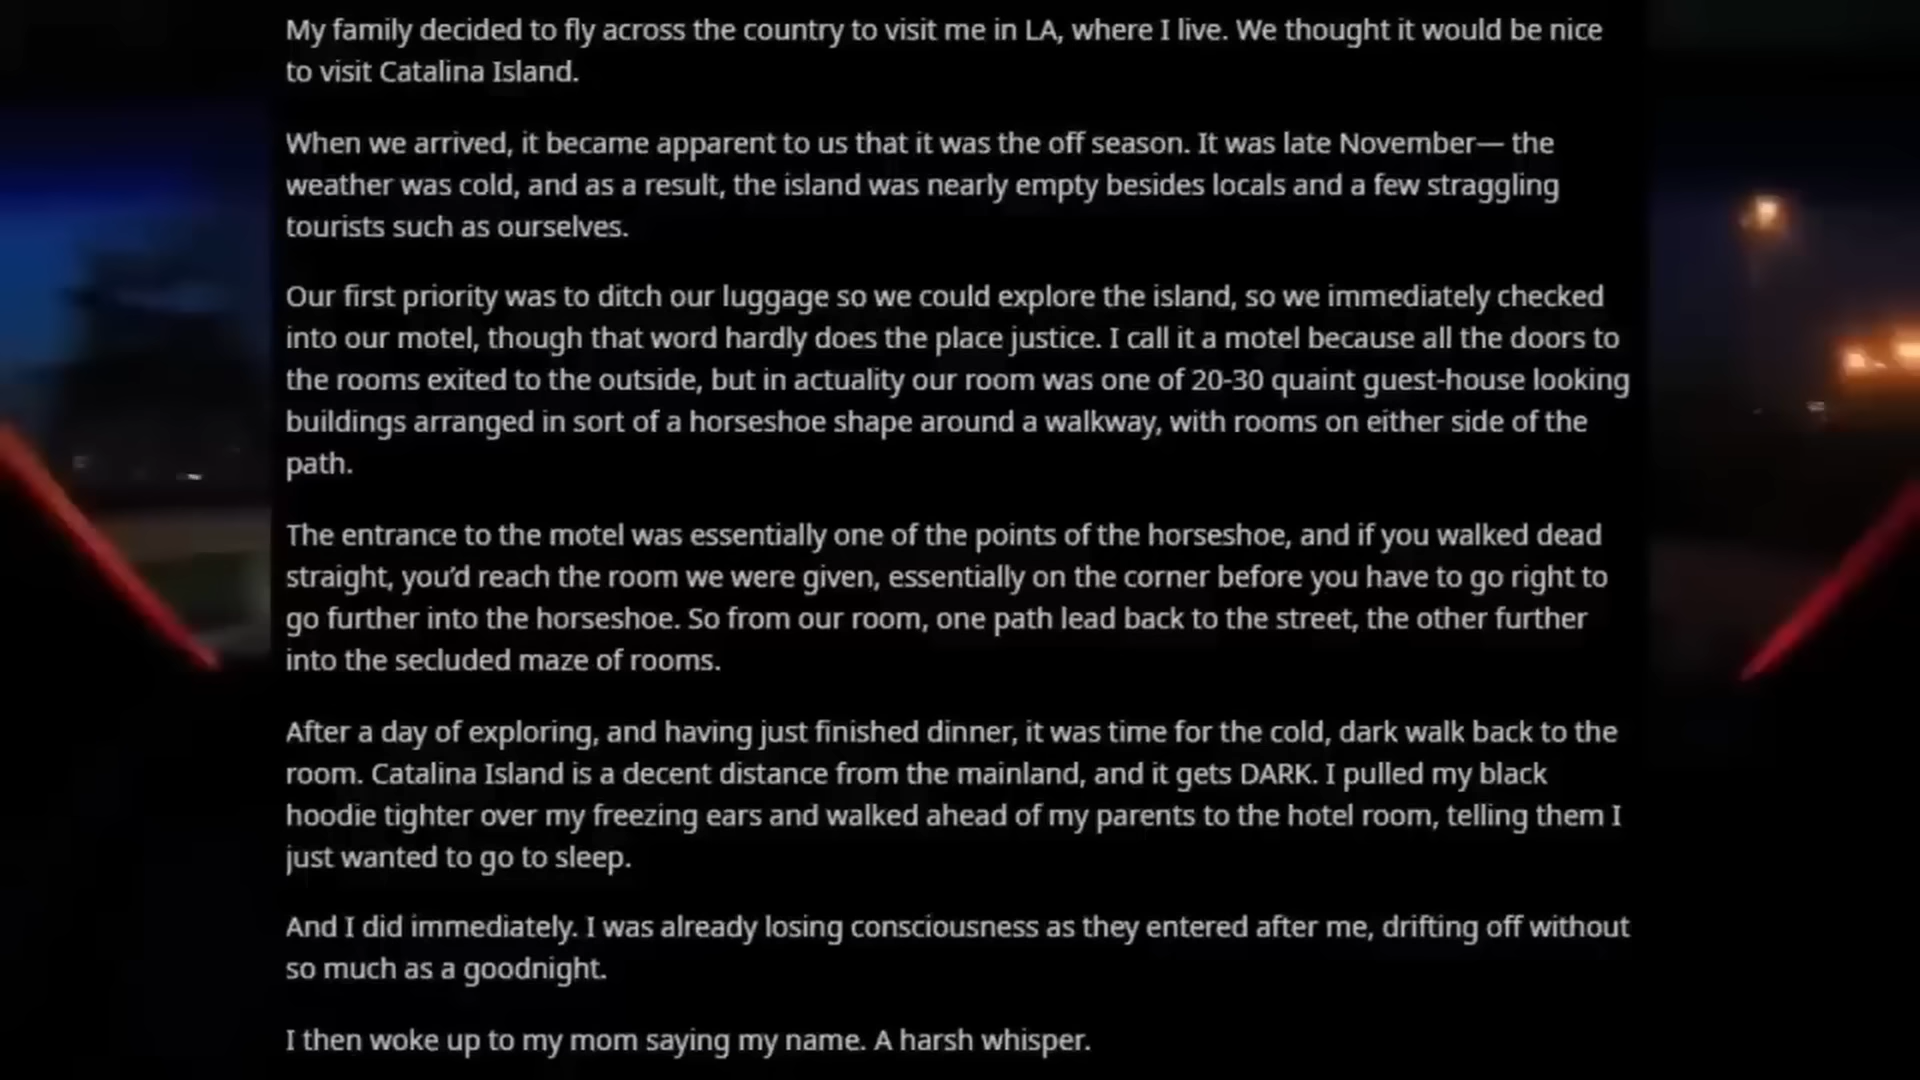 My family decided to fly across the country to visit me in LA, where I live. We thought it would be nice
to visit Catalina Island.
When we arrived, it became apparent to us that it was the off season. It was late November— the
weather was cold, and as a result, the island was nearly empty besides locals and a few straggling
tourists such as ourselves.
Our first priority was to ditch our luggage so we could explore the island, so we immediately checked
into our motel, though that word hardly does the place justice. I call it a motel because all the doors to
the rooms exited to the outside, but in actuality our room was one of 20-30 quaint guest-house looking
buildings arranged in sort of a horseshoe shape around a walkway, with rooms on either side of the
path.
The entrance to the motel was essentially one of the points of the horseshoe, and if you walked dead
straight, you’d reach the room we were given, essentially on the corner before you have to go right to
go further into the horseshoe. So from our room, one path lead back to the street, the other further
into the secluded maze of rooms.
After a day of exploring, and having just finished dinner, it was time for the cold, dark walk back to the
room. Catalina Island is a decent distance from the mainland, and it gets DARK. I pulled my black
hoodie tighter over my freezing ears and walked ahead of my parents to the hotel room, telling them I
just wanted to go to sleep.
And I did immediately. I was already losing consciousness as they entered after me, drifting off without
so much as a goodnight.
I then woke up to my mom saying my name. A harsh whisper.